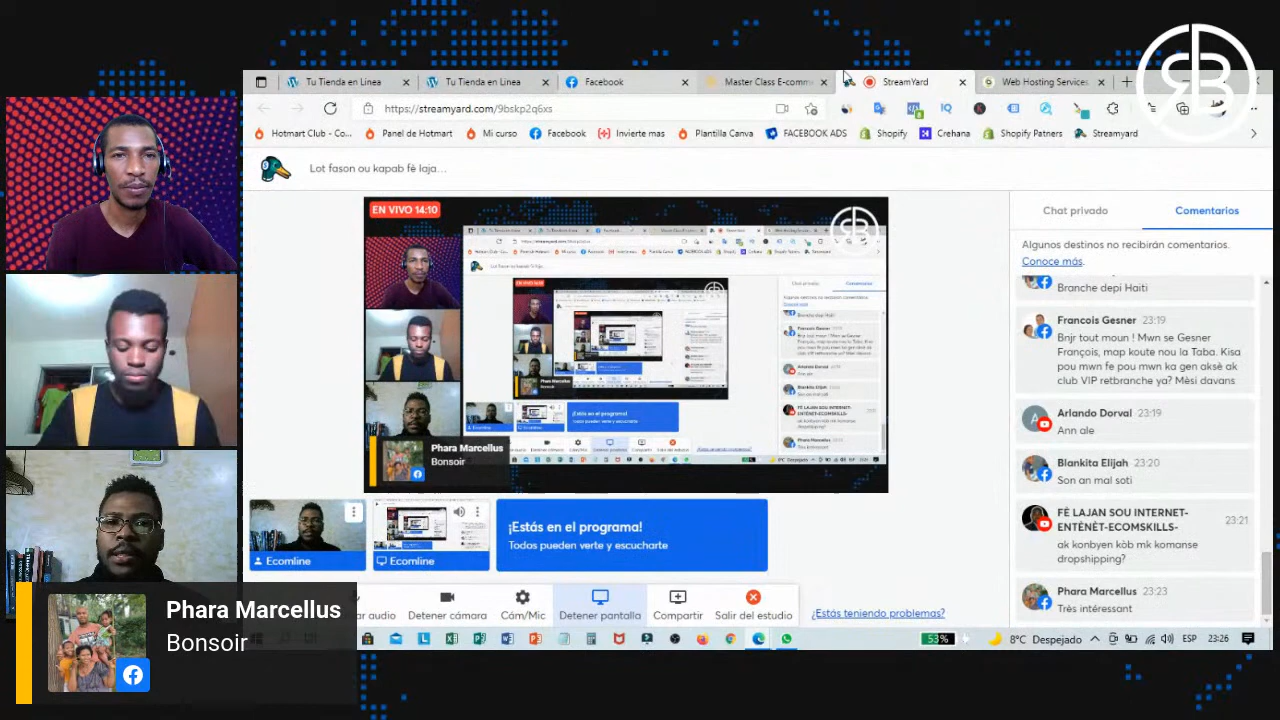 Tu Tienda en Linea
Tu Tienda en Linea
Facebook
Master Class E-comm
StreamYard
Web Hosting Services
https://streamyard.com/9bskp2q6xs
Hotmart Club - Co...
Panel de Hotmart
Mi curso
Facebook
Invierte mas
Plantilla Canva
FACEBOOK ADS
Shopify
Crehana
Shopify Patners
Streamyard
Lot fason ou kapab fè laja...
EN VIVO 14:10
Phara Marcellus
Bonsoir
Ecomline
Ecomline
¡Estás en el programa!
Todos pueden verte y escucharte
ar audio
Detener cámara
Cám/Mic
Detener pantalla
Compartir
Salir del estudio
¿Estás teniendo problemas?
Chat privado
Comentarios
Algunos destinos no recibirán comentarios.
Conoce más.
Branche depi Haiti
Francois Gesner 23:19
Bnjr tout moun ! Mwn se Gesner
François, map koute nou la Taba. Kisa
pou mwn fe pou mwn ka gen aksè ak
club VIP retbranche ya? Mèsi davans
Arlando Dorval 23:19
Ann ale
Blankita Elijah 23:20
Son an mal soti
FÈ LAJAN SOU INTERNET-
ENTÈNÈT-ECOMSKILLS- 23:21
ak konbyen kòb mk komanse
dropshipping?
Phara Marcellus 23:23
Très intéressant
53%
8°C Despejado
ESP
23:26
Phara Marcellus
Bonsoir